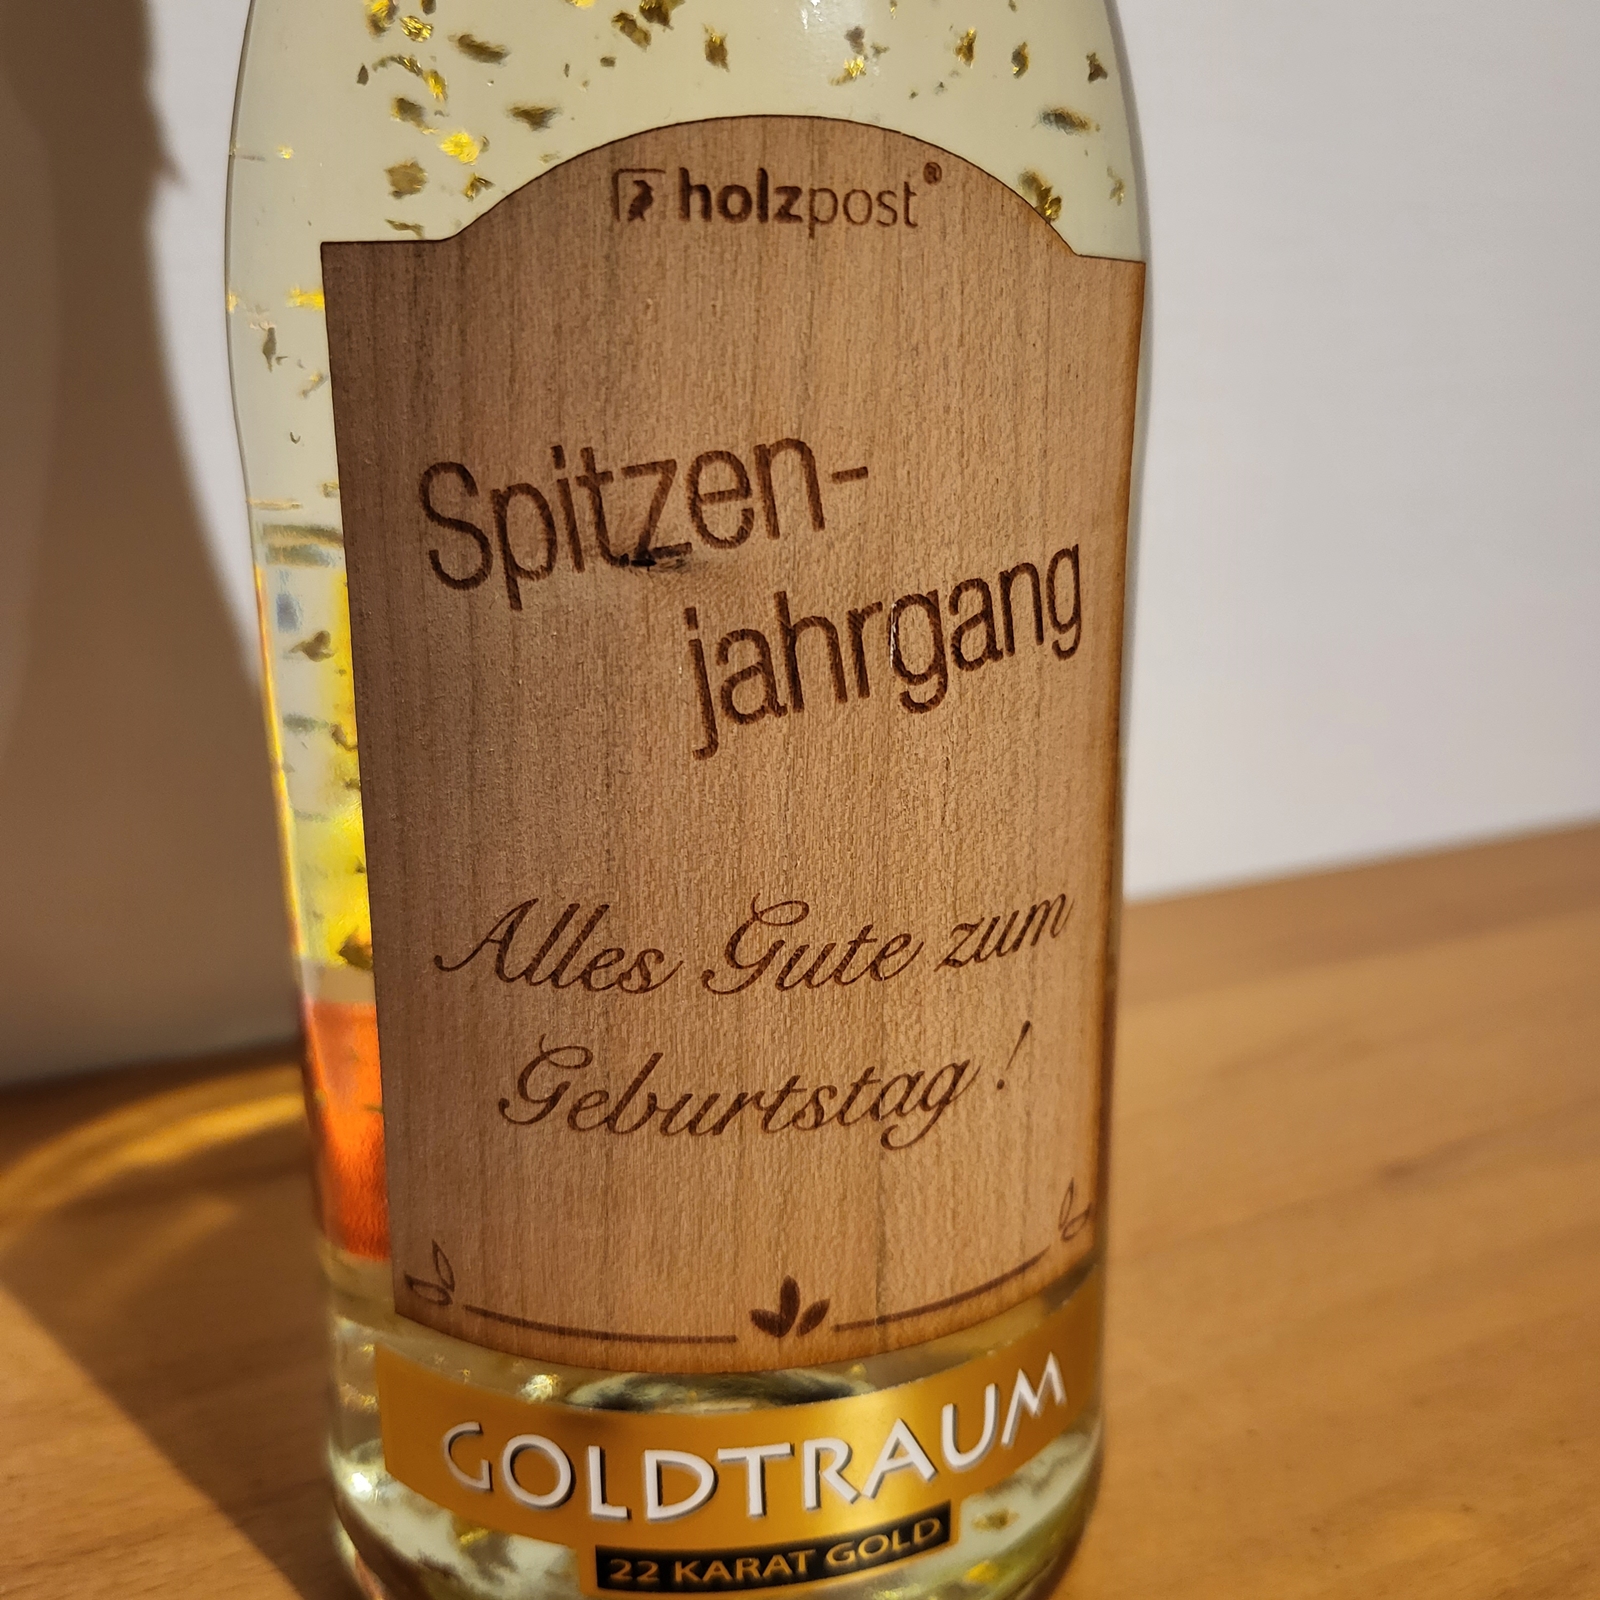 holzpost®
Spitzen-
jahrgang
Alles Gute zum
Geburtstag!
GOLDTRAUM
22 KARAT GOLD